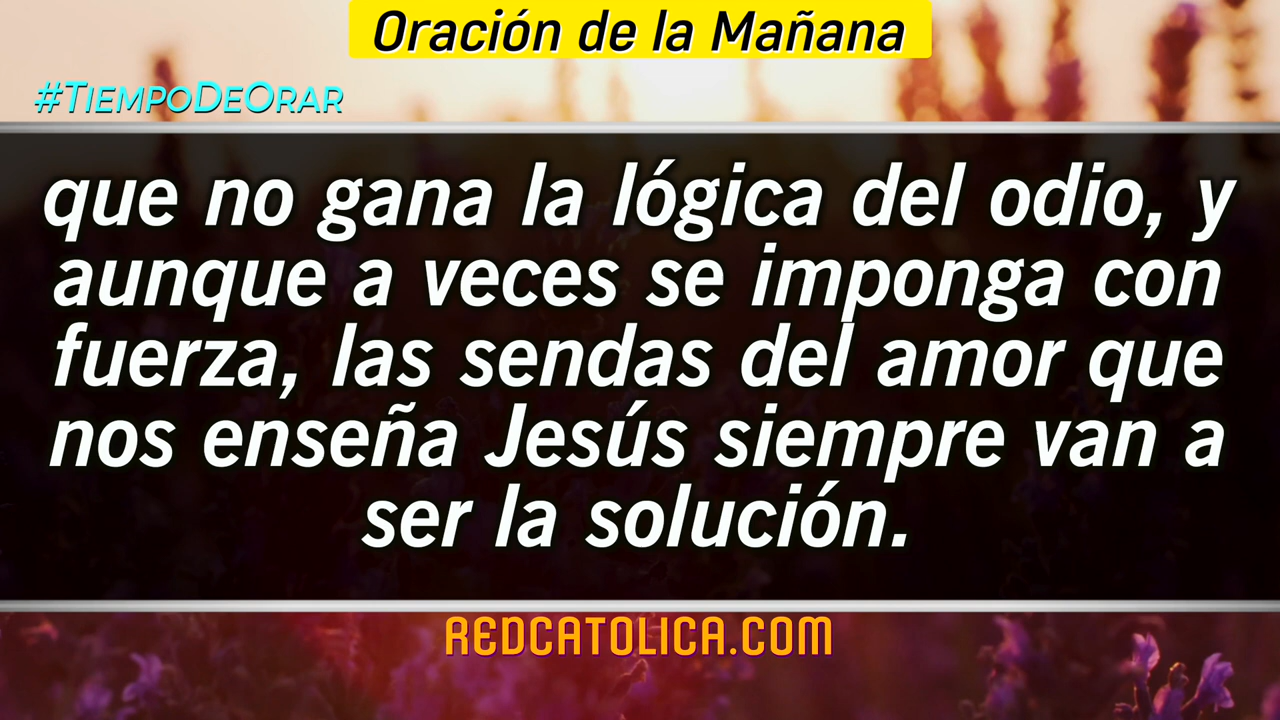 Oración de la Mañana
#TiempoDeOrar
que no gana la lógica del odio, y
aunque a veces se imponga con
fuerza, las sendas del amor que
nos enseña Jesús siempre van a
ser la solución.
REDCATOLICA.COM